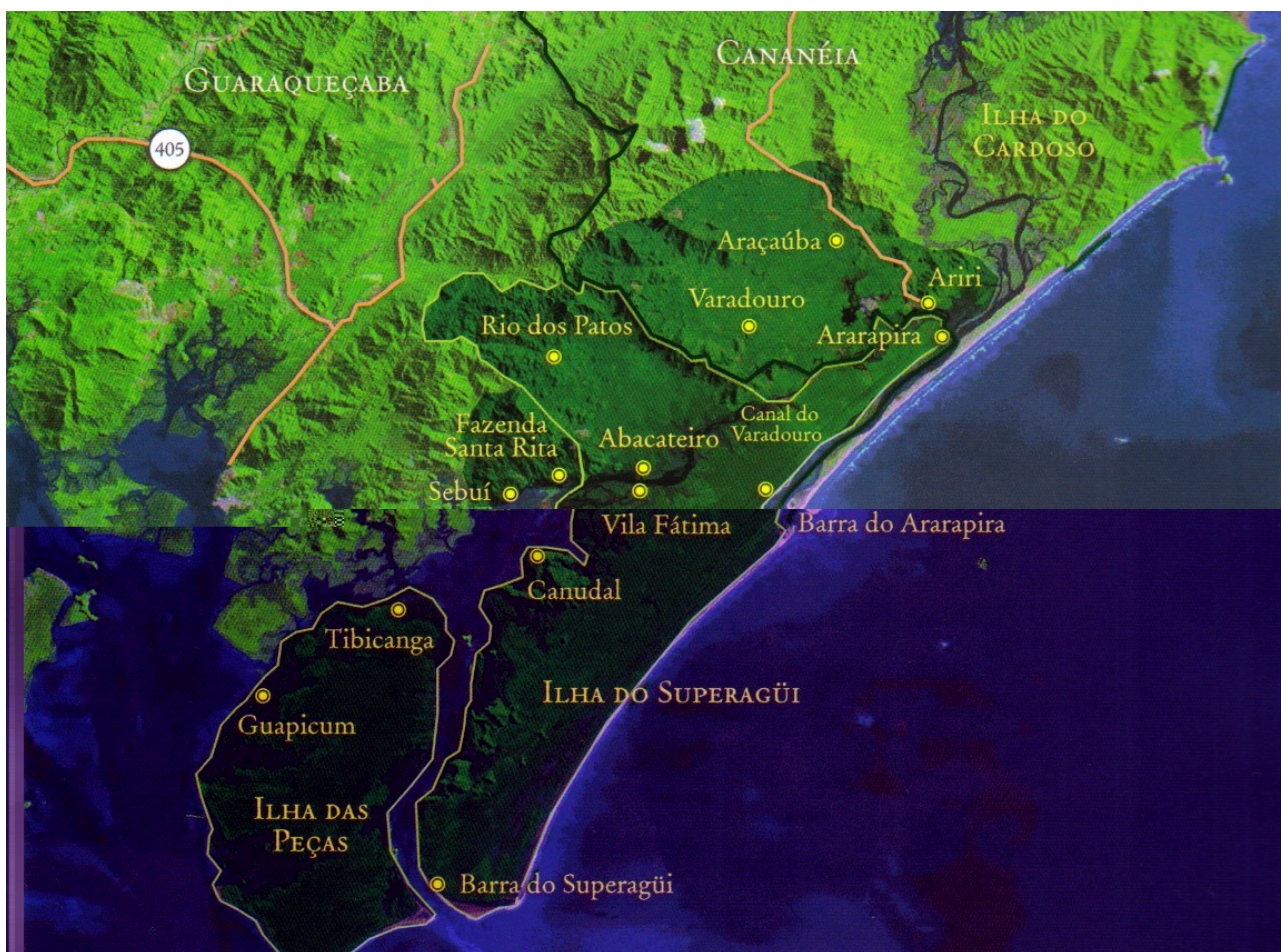 Guaraqueçaba
Cananéia
Ilha do
Cardoso
405
Araçaúba
Ariri
Varadouro
Rio dos Patos
Ararapira
Canal do
Varadouro
Fazenda
Santa Rita
Abacateiro
Sebuí
Vila Fátima
Barra do Ararapira
Canudal
Tibicanga
Ilha do Superagüi
Guapicum
Ilha das
Peças
Barra do Superagüi